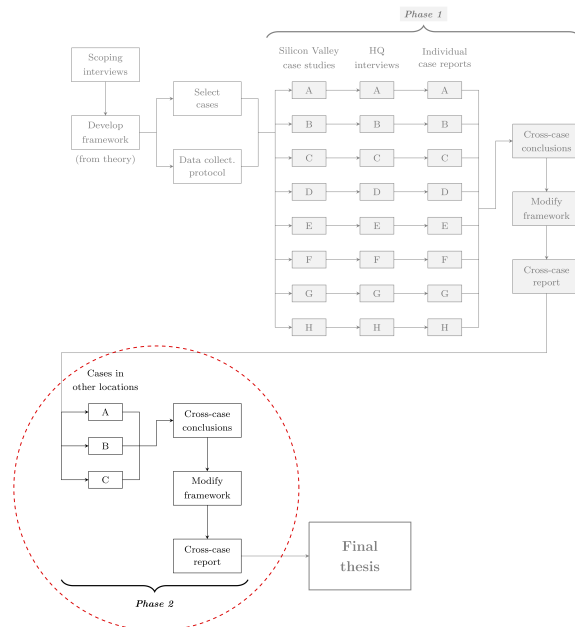 Phase 1
Scoping
interviews
Develop
framework
(from theory)
Select
cases
Data collect.
protocol
Silicon Valley
case studies
HQ
interviews
Individual
case reports
A A A
B B B
C C C
D D D
E E E
F F F
G G G
H H H
Cross-case
conclusions
Modify
framework
Cross-case
report
Cases in
other locations
A
B
C
Cross-case
conclusions
Modify
framework
Cross-case
report
Phase 2
Final
thesis